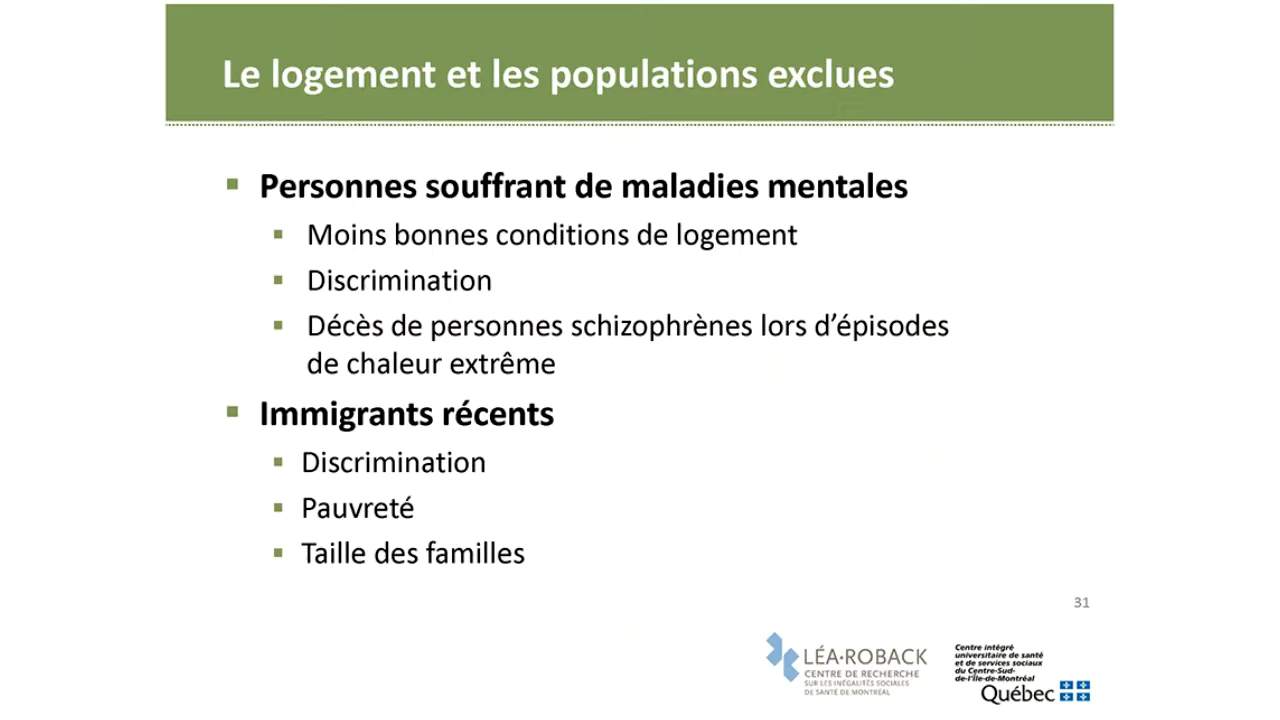 Le logement et les populations exclues
Personnes souffrant de maladies mentales
Moins bonnes conditions de logement
Discrimination
Décès de personnes schizophrènes lors d’épisodes
de chaleur extrême
Immigrants récents
Discrimination
Pauvreté
Taille des familles
31
LÉA·ROBACK
CENTRE DE RECHERCHE
SUR LES INÉGALITÉS SOCIALES
DE SANTÉ DE MONTRÉAL
Centre intégré
universitaire de santé
et de services sociaux
du Centre-Sud-
de-l'Île-de-Montréal
Québec